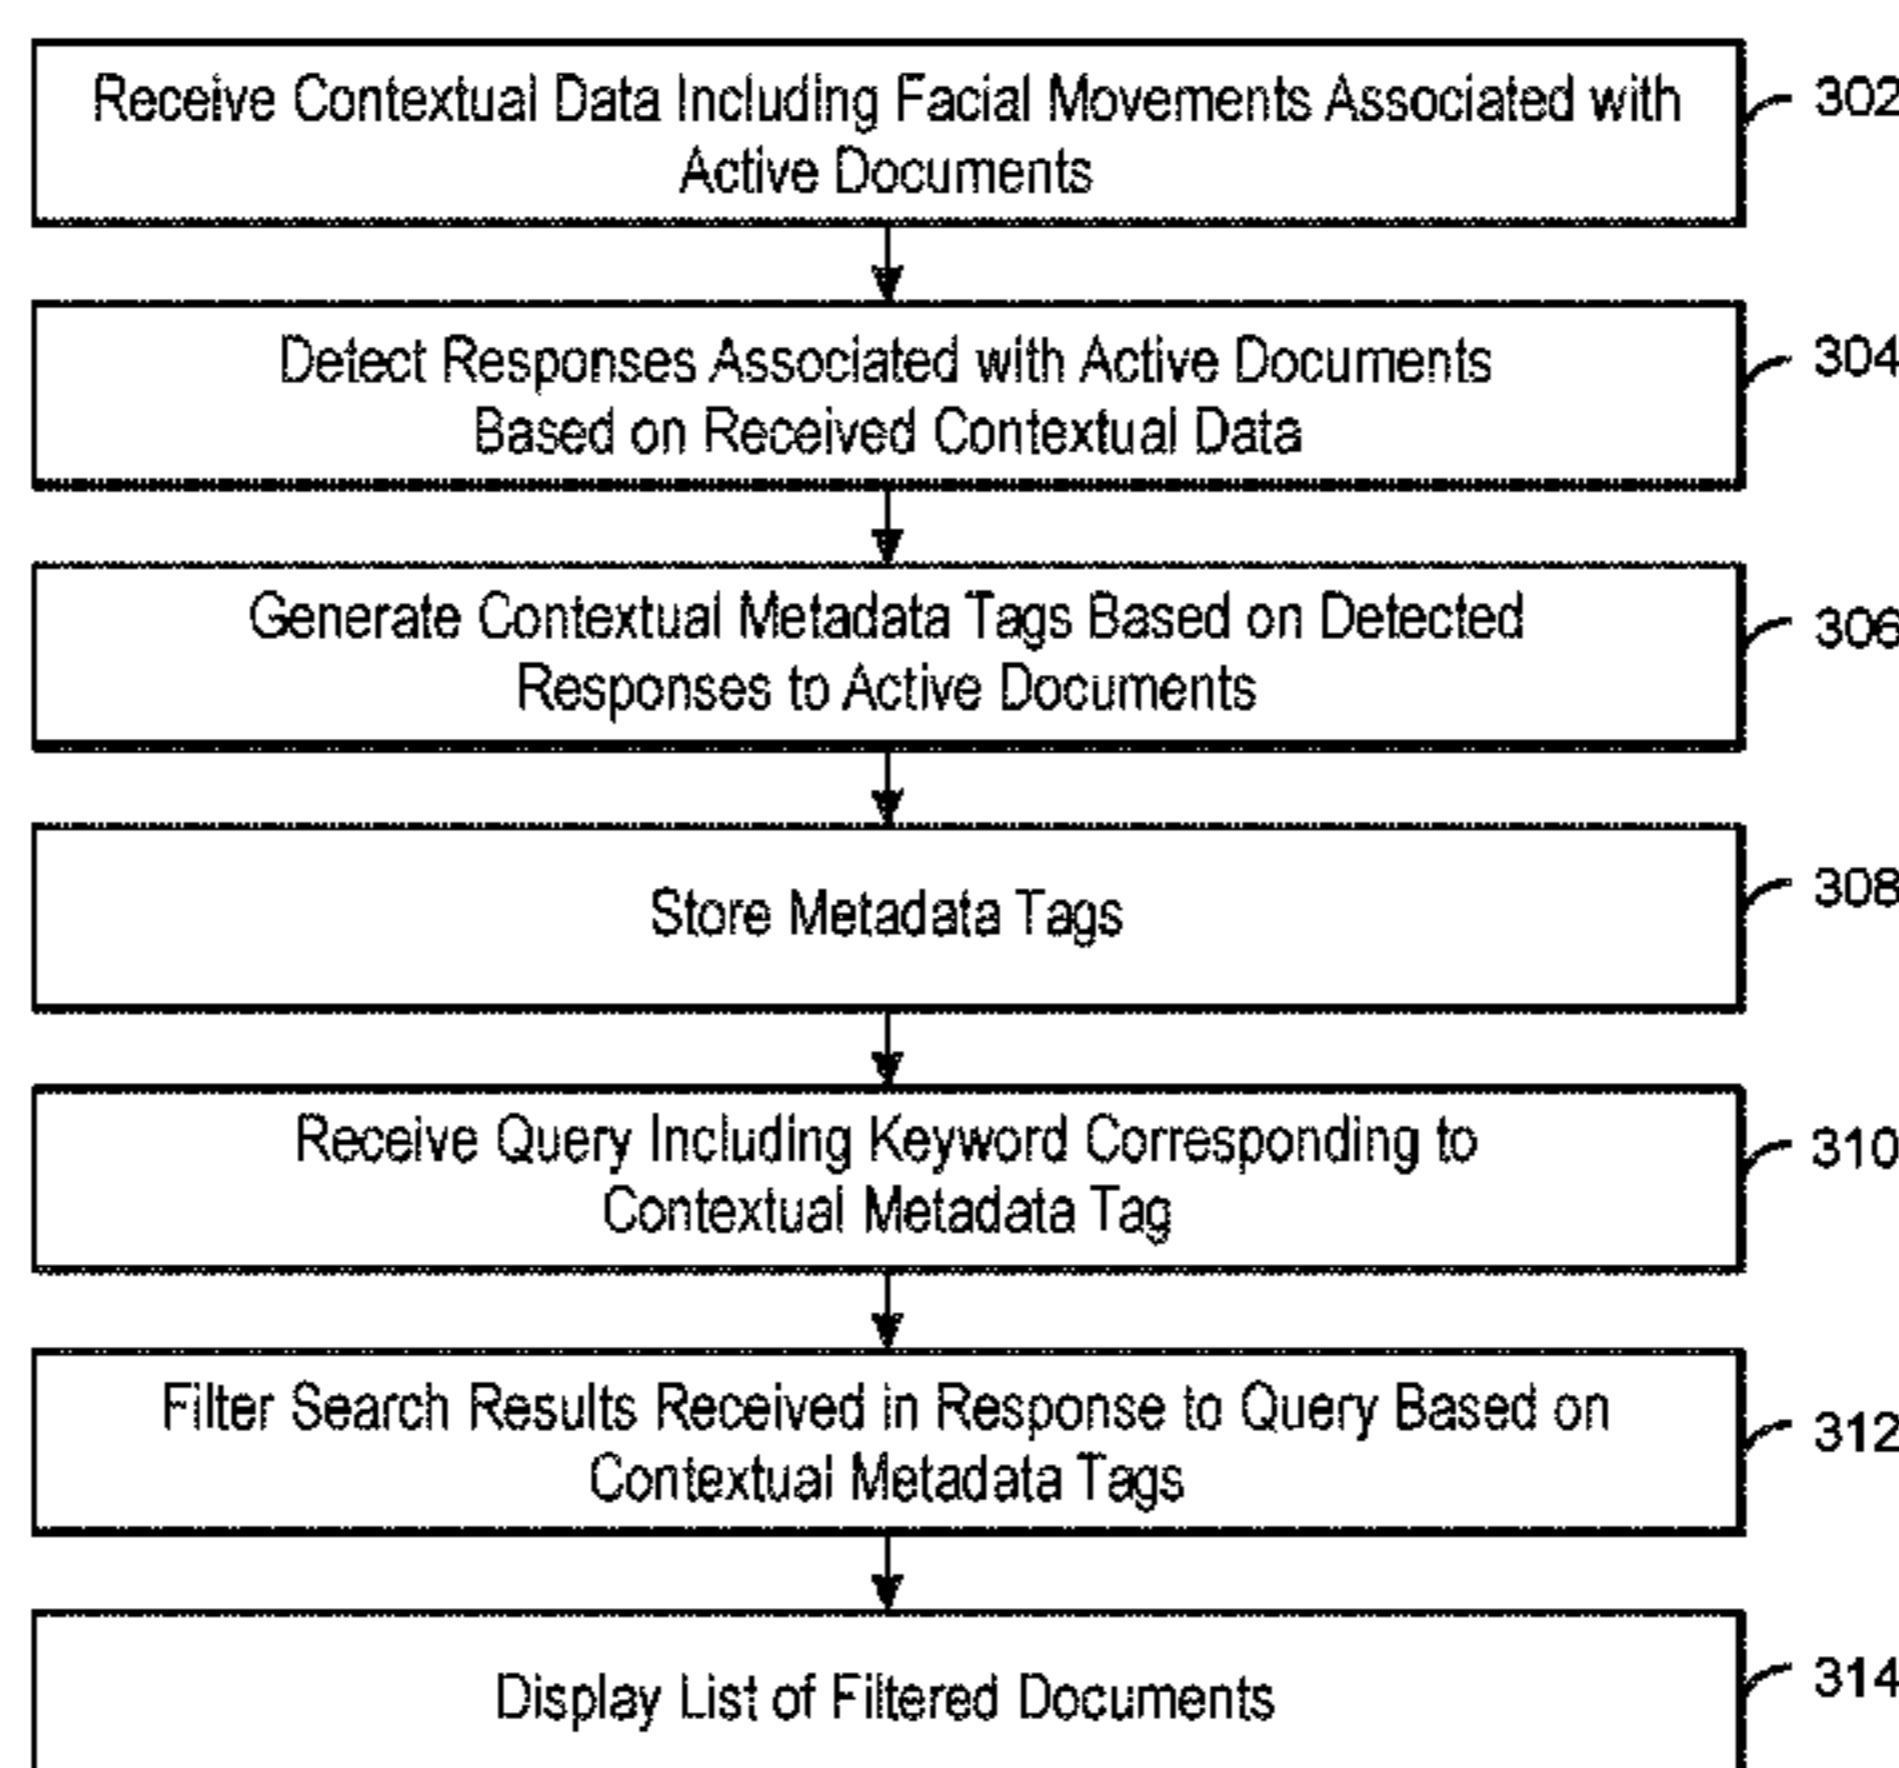 Receive Contextual Data Including Facial Movements Associated with
Active Documents
302
Detect Responses Associated with Active Documents
Based on Received Contextual Data
304
Generate Contextual Metadata Tags Based on Detected
Responses to Active Documents
306
Store Metadata Tags
308
Receive Query Including Keyword Corresponding to
Contextual Metadata Tag
310
Filter Search Results Received in Response to Query Based on
Contextual Metadata Tags
312
Display List of Filtered Documents
314